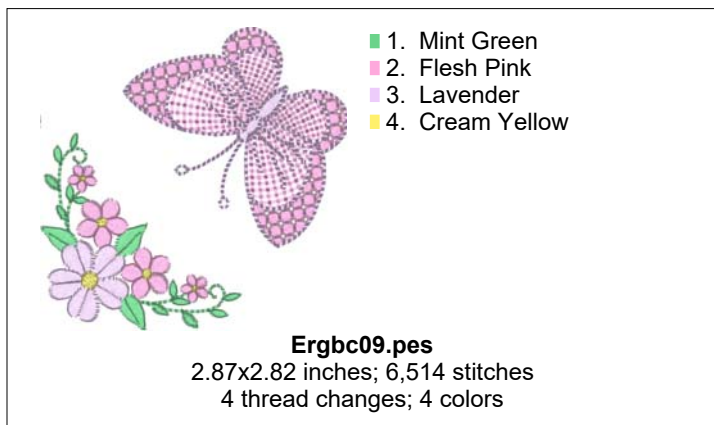 1. Mint Green
2. Flesh Pink
3. Lavender
4. Cream Yellow
Ergbc09.pes
2.87x2.82 inches; 6,514 stitches
4 thread changes; 4 colors